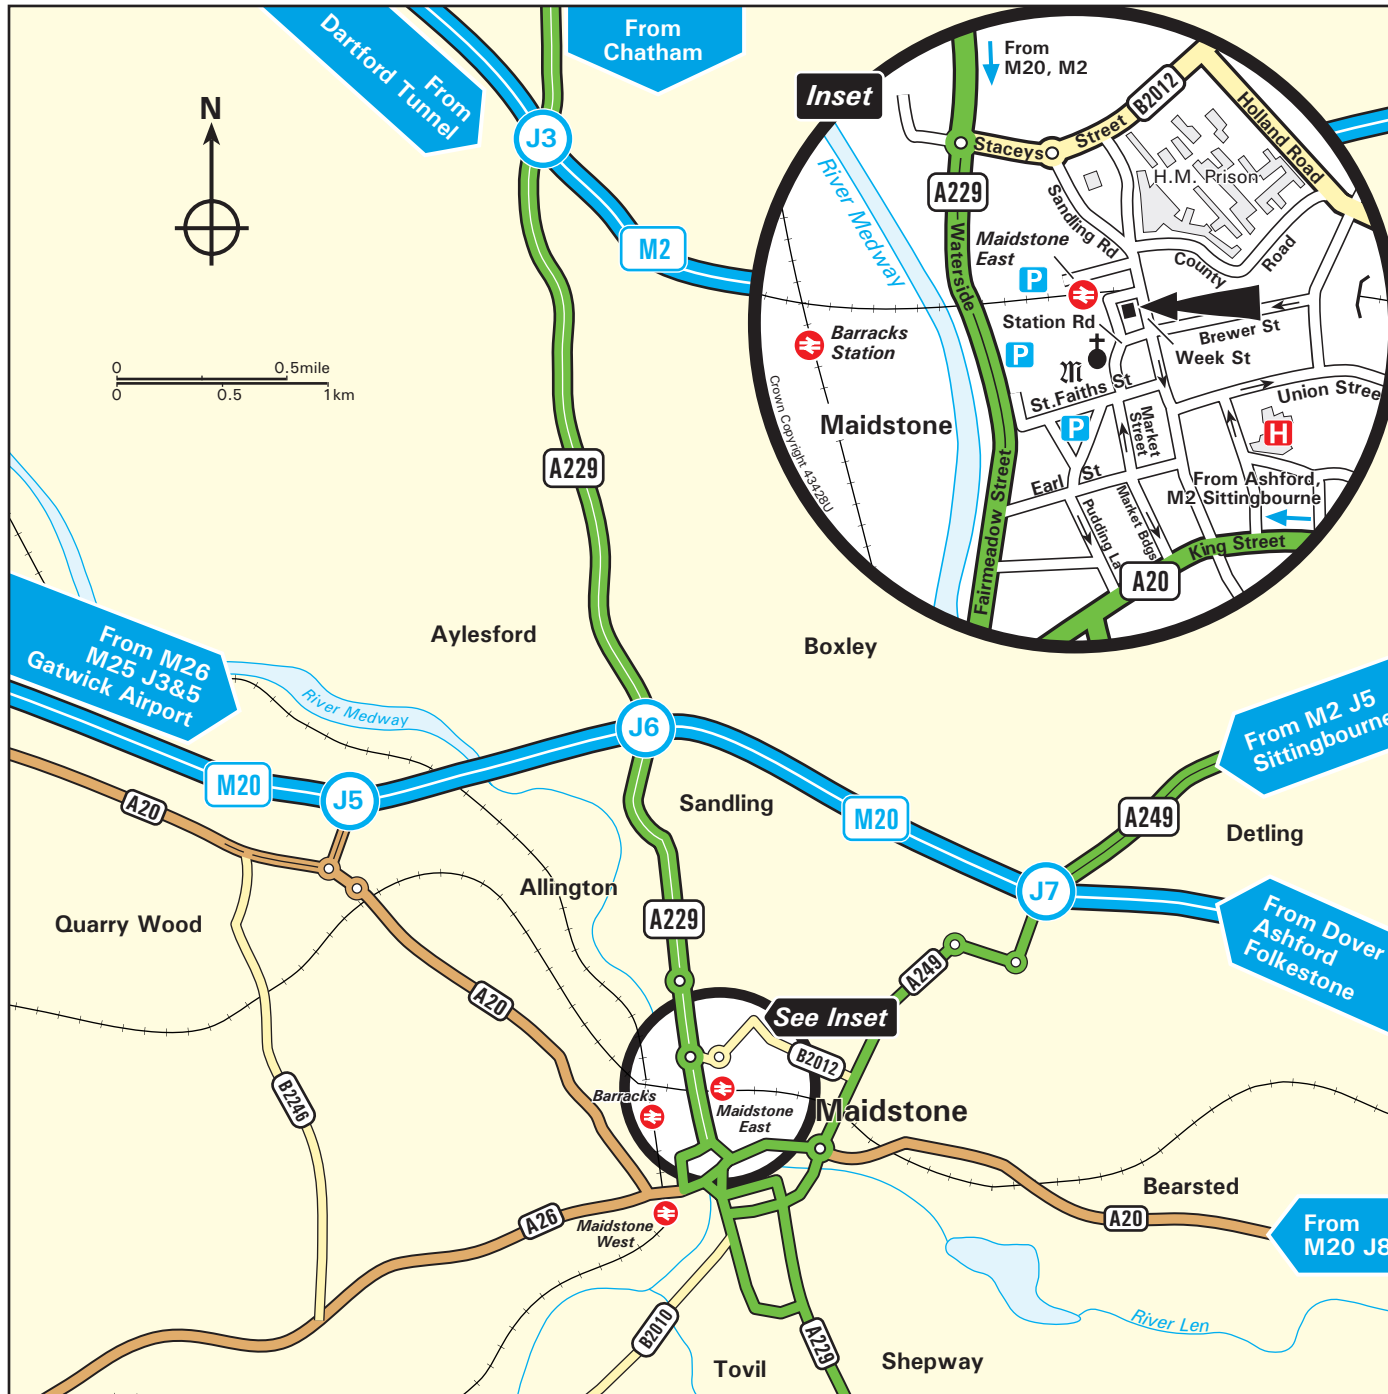 From
Dartford Tunnel
From
Chatham
N
J3
M2
0
0.5mile
0
0.5
1km
A229
Inset
From
M20, M2
B2012
Staceys
Street
Holland Road
H.M. Prison
River Medway
A229
Sandling Rd
Maidstone
East
Waterside
County
Road
P
Station Rd
Brewer St
Week St
Barracks
Station
P
M
St.Faiths St
Union Stree
Maidstone
Crown Copyright 43428U
P
Market
Street
H
Earl St
From Ashford,
M2 Sittingbourne
Fairmeadow Street
Pudding La
Market Bdgs
King Street
A20
From M26
M25 J3&5
Gatwick Airport
Aylesford
Boxley
River Medway
J6
From M2 J5
Sittingbourne
M20
J5
A20
Sandling
M20
A249
Detling
Allington
J7
Quarry Wood
A229
From Dover
Ashford
Folkestone
A249
A20
See Inset
B2012
B2246
Barracks
Maidstone
East
Maidstone
Bearsted
A20
A26
Maidstone
West
From
M20 J8
B2010
River Len
A229
Tovil
Shepway